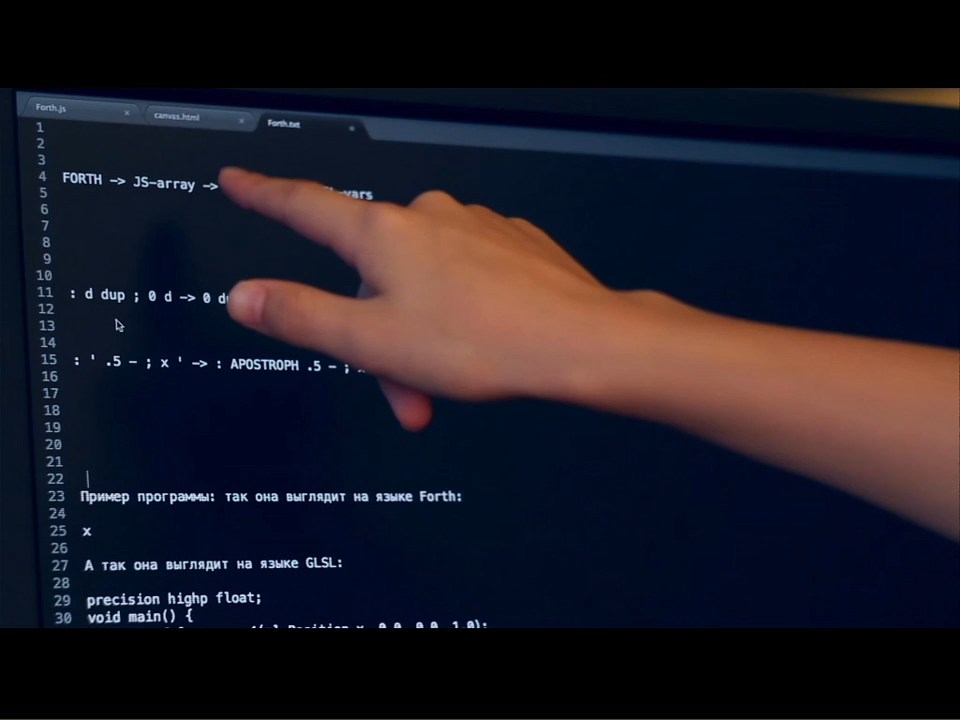 Forth.js
canvas.html
Forth.txt
1
2
3
4
FORTH -> JS-array ->
5
6
7
8
9
10
11
: d dup ; 0 d -> 0
12
13
14
15
: ' .5 - ; x ' -> : APOSTROPH .5 - ;
16
17
18
19
20
21
22
23
Пример программы: так она выглядит на языке Forth:
24
25
x
26
27
А так она выглядит на языке GLSL:
28
29
precision highp float;
30
void main() {